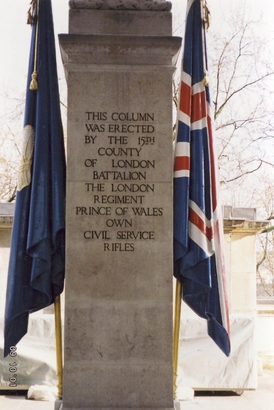 THIS COLUMN
WAS ERECTED
BY THE 15TH
COUNTY
OF LONDON
BATTALION
THE LONDON
REGIMENT
PRINCE OF WALES
OWN
CIVIL SERVICE
RIFLES